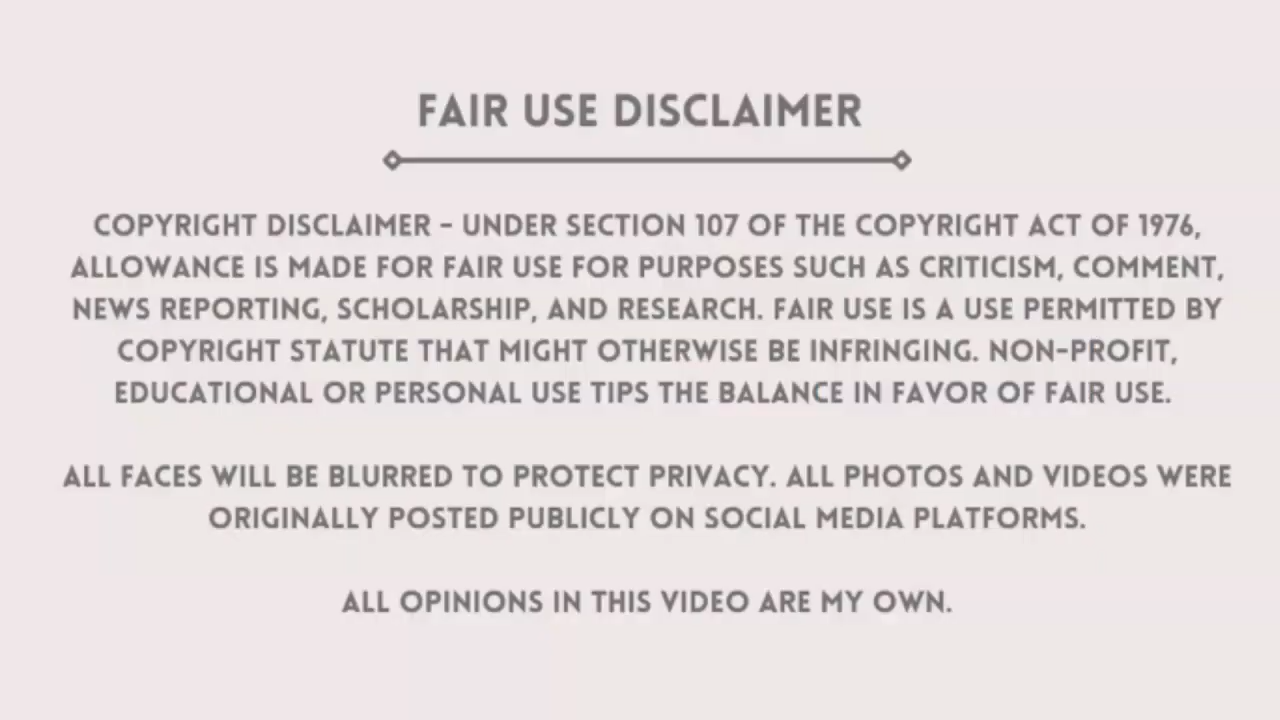 FAIR USE DISCLAIMER
COPYRIGHT DISCLAIMER - UNDER SECTION 107 OF THE COPYRIGHT ACT OF 1976,
ALLOWANCE IS MADE FOR FAIR USE FOR PURPOSES SUCH AS CRITICISM, COMMENT,
NEWS REPORTING, SCHOLARSHIP, AND RESEARCH. FAIR USE IS A USE PERMITTED BY
COPYRIGHT STATUTE THAT MIGHT OTHERWISE BE INFRINGING. NON-PROFIT,
EDUCATIONAL OR PERSONAL USE TIPS THE BALANCE IN FAVOR OF FAIR USE.
ALL FACES WILL BE BLURRED TO PROTECT PRIVACY. ALL PHOTOS AND VIDEOS WERE
ORIGINALLY POSTED PUBLICLY ON SOCIAL MEDIA PLATFORMS.
ALL OPINIONS IN THIS VIDEO ARE MY OWN.